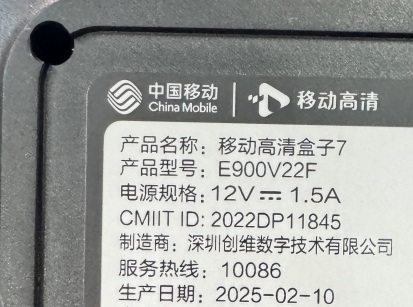 中国移动
China Mobile
移动高清
产品名称：移动高清盒子7
产品型号：E900V22F
电源规格：12V⎓1.5A
CMIIT ID: 2022DP11845
制造商：深圳创维数字技术有限公司
服务热线：10086
生产日期：2025-02-10